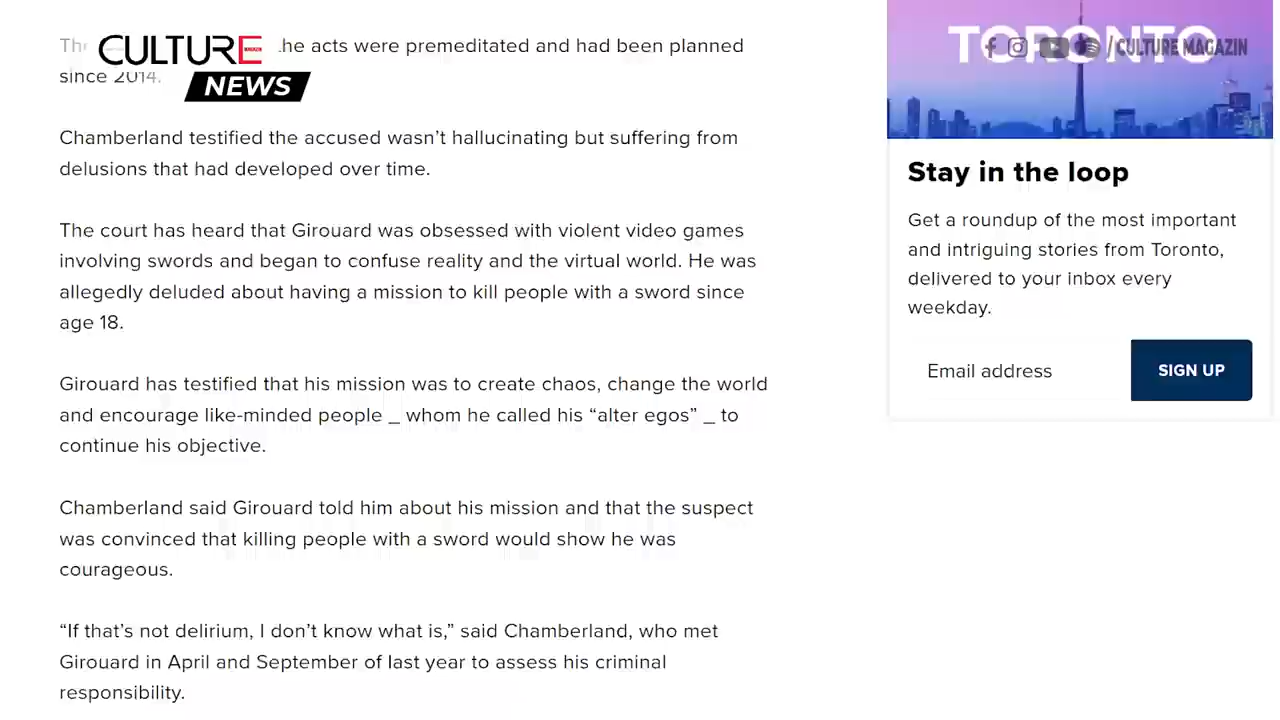 CULTURE
NEWS
he acts were premeditated and had been planned
since 2014.
Chamberland testified the accused wasn’t hallucinating but suffering from
delusions that had developed over time.
The court has heard that Girouard was obsessed with violent video games
involving swords and began to confuse reality and the virtual world. He was
allegedly deluded about having a mission to kill people with a sword since
age 18.
Girouard has testified that his mission was to create chaos, change the world
and encourage like-minded people _ whom he called his “alter egos” _ to
continue his objective.
Chamberland said Girouard told him about his mission and that the suspect
was convinced that killing people with a sword would show he was
courageous.
“If that’s not delirium, I don’t know what is,” said Chamberland, who met
Girouard in April and September of last year to assess his criminal
responsibility.
TORONTO
/CULTURE MAGAZIN
Stay in the loop
Get a roundup of the most important
and intriguing stories from Toronto,
delivered to your inbox every
weekday.
Email address
SIGN UP